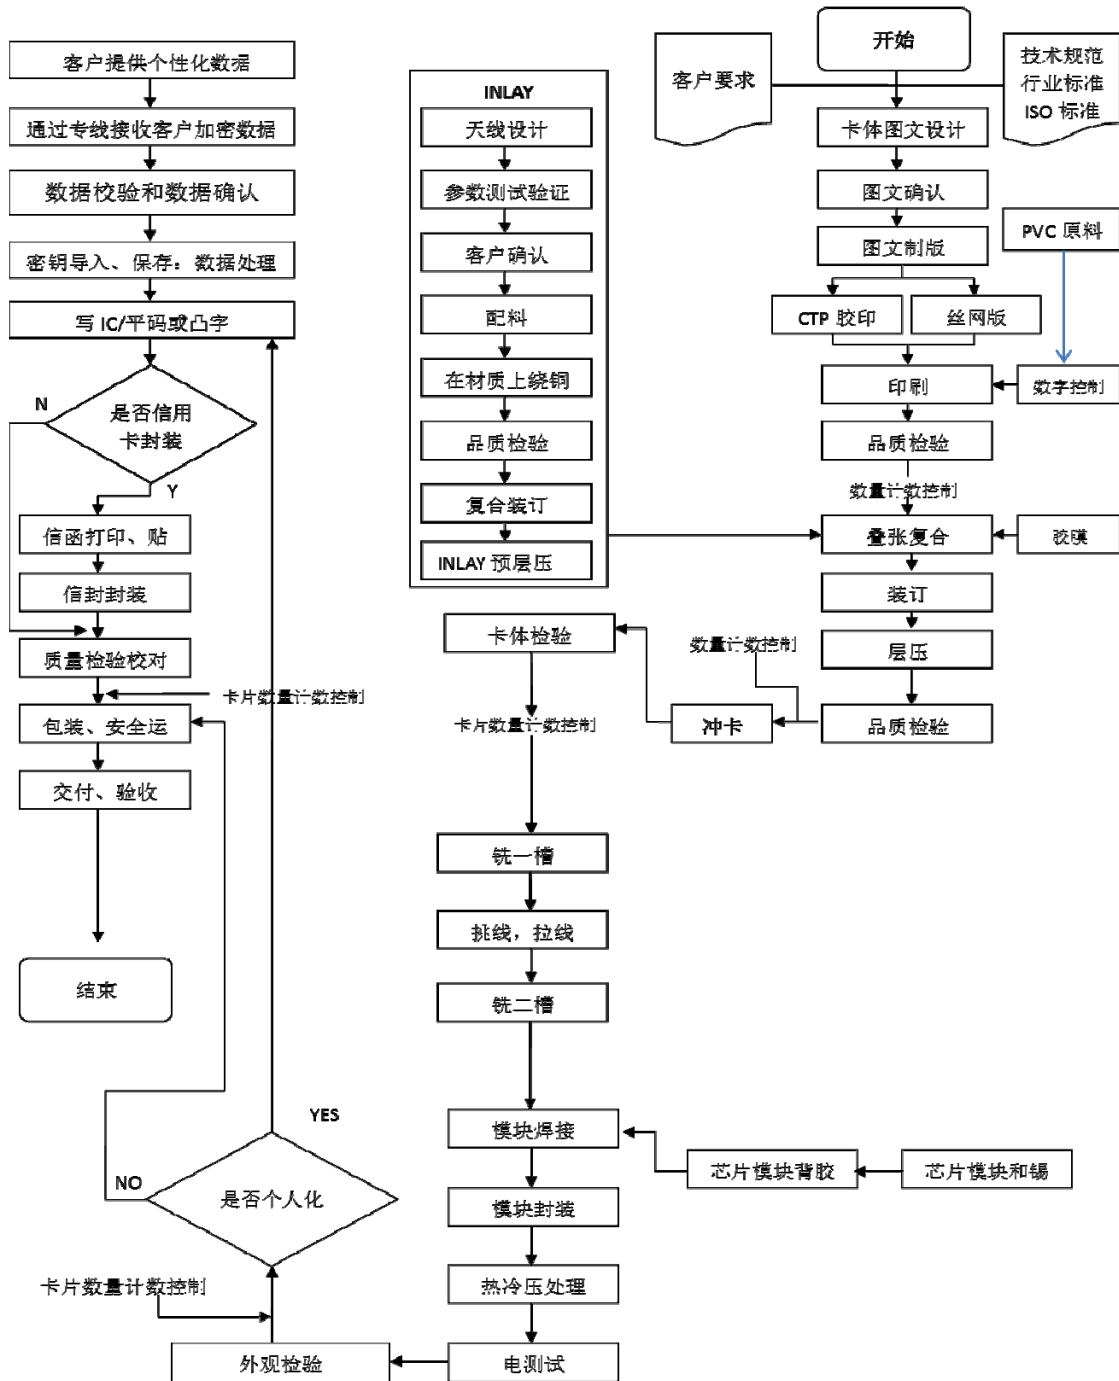 客户提供个性化数据
通过专线接收客户加密数据
数据校验和数据确认
密钥导入、保存：数据处理
写 IC/平码或凸字
N
是否信用
卡封装
Y
信函打印、贴
信封封装
质量检验校对
卡片数量计数控制
包装、安全运
交付、验收
结束
INLAY
天线设计
参数测试验证
客户确认
配料
在材质上绕铜
品质检验
复合装订
INLAY 预层压
开始
客户要求
技术规范
行业标准
ISO 标准
卡体图文设计
图文确认
图文制版
PVC 原料
CTP 胶印
丝网版
印刷
数字控制
品质检验
数量计数控制
叠张复合
胶膜
装订
层压
品质检验
数量计数控制
冲卡
卡体检验
卡片数量计数控制
铣一槽
挑线，拉线
铣二槽
模块焊接
芯片模块背胶
芯片模块和锡
模块封装
热冷压处理
电测试
外观检验
卡片数量计数控制
是否个人化
YES
NO